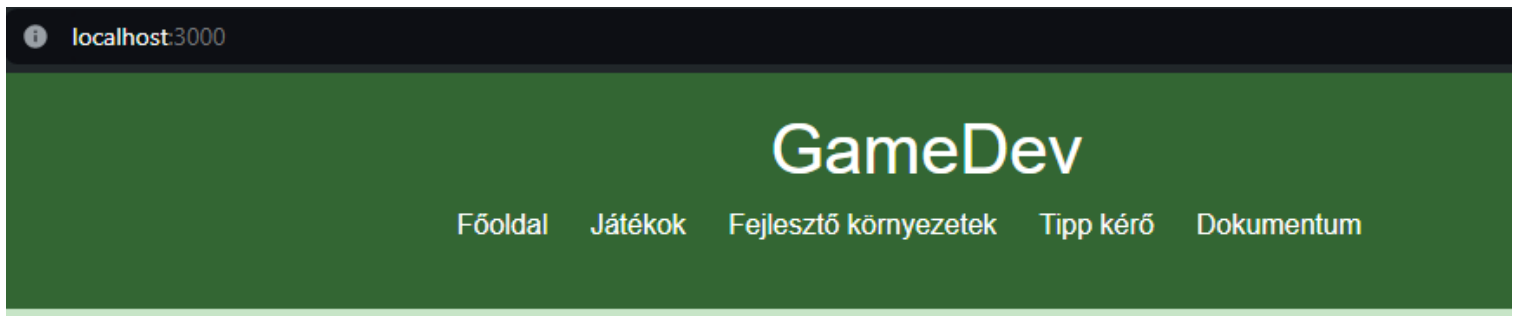 localhost:3000
GameDev
Főoldal Játékok Fejlesztő környezetek Tipp kérő Dokumentum